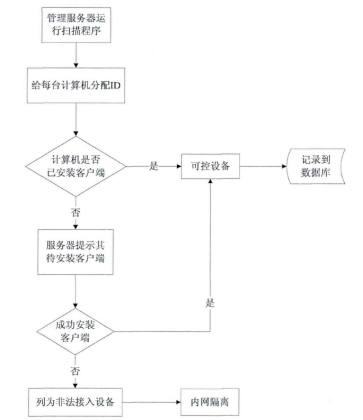 管理服务器运
行扫描程序
给每台计算机分配ID
计算机是否
已安装客户端
是
可控设备
记录到
数据库
否
服务器提示其
待安装客户端
是
成功安装
客户端
否
列为非法接入设备
内网隔离